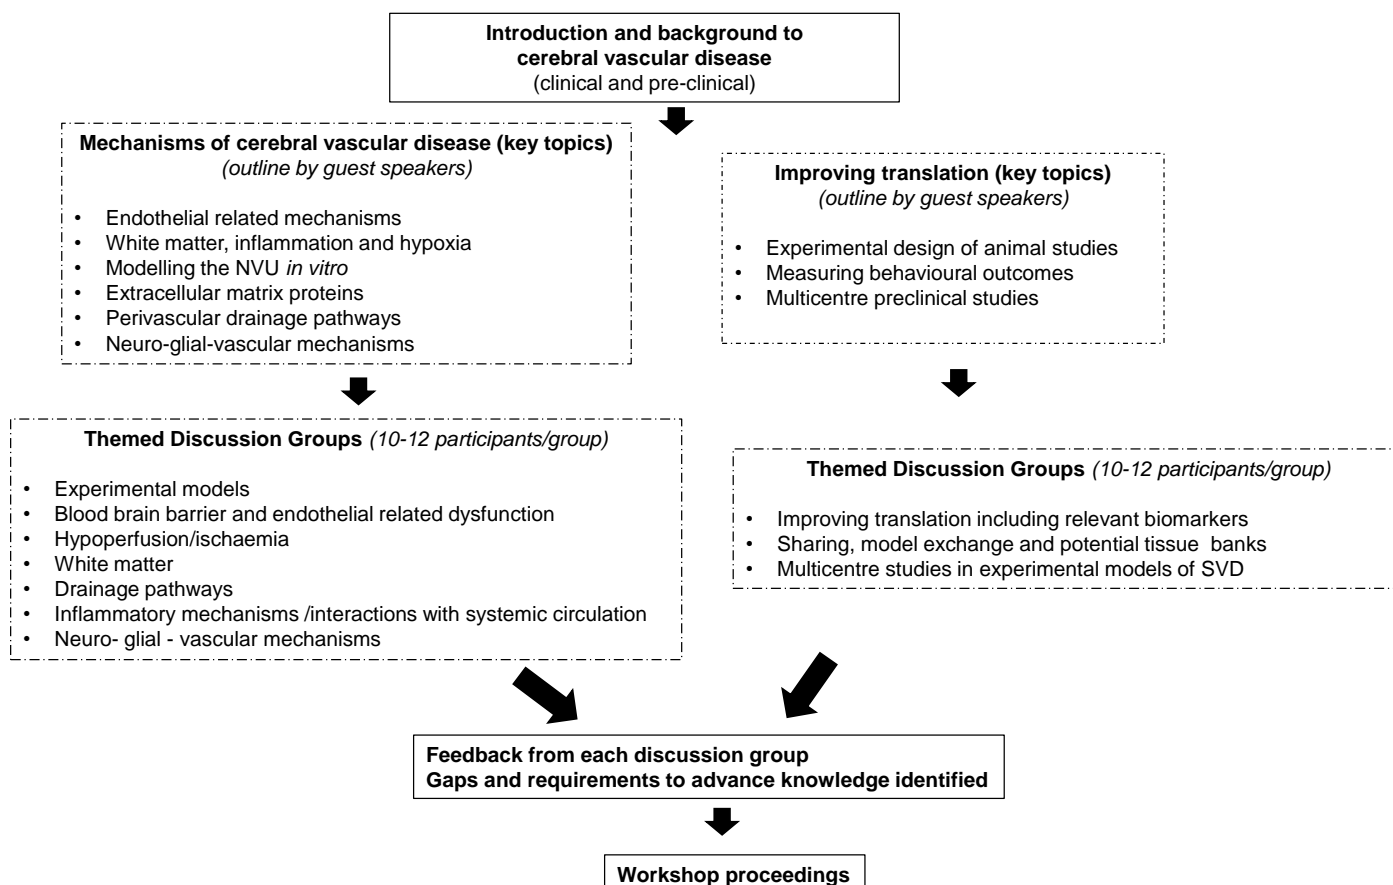 Introduction and background to
cerebral vascular disease
(clinical and pre-clinical)
Mechanisms of cerebral vascular disease (key topics)
(outline by guest speakers)
• Endothelial related mechanisms
• White matter, inflammation and hypoxia
• Modelling the NVU in vitro
• Extracellular matrix proteins
• Perivascular drainage pathways
• Neuro-glial-vascular mechanisms
Improving translation (key topics)
(outline by guest speakers)
• Experimental design of animal studies
• Measuring behavioural outcomes
• Multicentre preclinical studies
Themed Discussion Groups (10-12 participants/group)
• Experimental models
• Blood brain barrier and endothelial related dysfunction
• Hypoperfusion/ischaemia
• White matter
• Drainage pathways
• Inflammatory mechanisms /interactions with systemic circulation
• Neuro- glial - vascular mechanisms
Themed Discussion Groups (10-12 participants/group)
• Improving translation including relevant biomarkers
• Sharing, model exchange and potential tissue banks
• Multicentre studies in experimental models of SVD
Feedback from each discussion group
Gaps and requirements to advance knowledge identified
Workshop proceedings